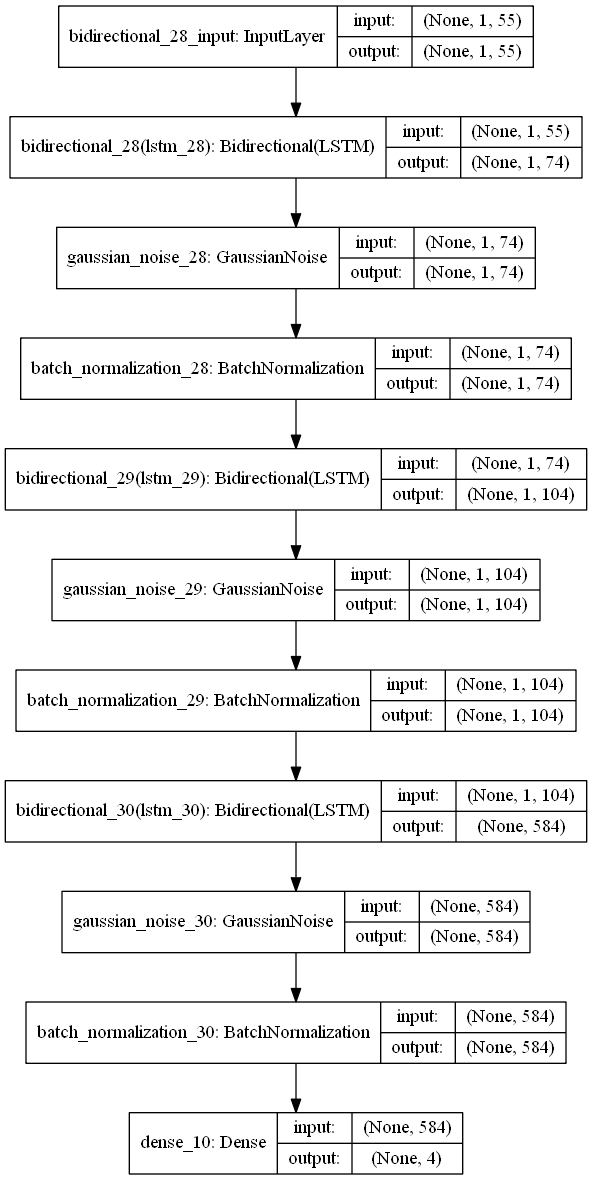 bidirectional_28_input: InputLayer input: (None, 1, 55)
output: (None, 1, 55)
bidirectional_28(lstm_28): Bidirectional(LSTM) input: (None, 1, 55)
output: (None, 1, 74)
gaussian_noise_28: GaussianNoise input: (None, 1, 74)
output: (None, 1, 74)
batch_normalization_28: BatchNormalization input: (None, 1, 74)
output: (None, 1, 74)
bidirectional_29(lstm_29): Bidirectional(LSTM) input: (None, 1, 74)
output: (None, 1, 104)
gaussian_noise_29: GaussianNoise input: (None, 1, 104)
output: (None, 1, 104)
batch_normalization_29: BatchNormalization input: (None, 1, 104)
output: (None, 1, 104)
bidirectional_30(lstm_30): Bidirectional(LSTM) input: (None, 1, 104)
output: (None, 584)
gaussian_noise_30: GaussianNoise input: (None, 584)
output: (None, 584)
batch_normalization_30: BatchNormalization input: (None, 584)
output: (None, 584)
dense_10: Dense input: (None, 584)
output: (None, 4)